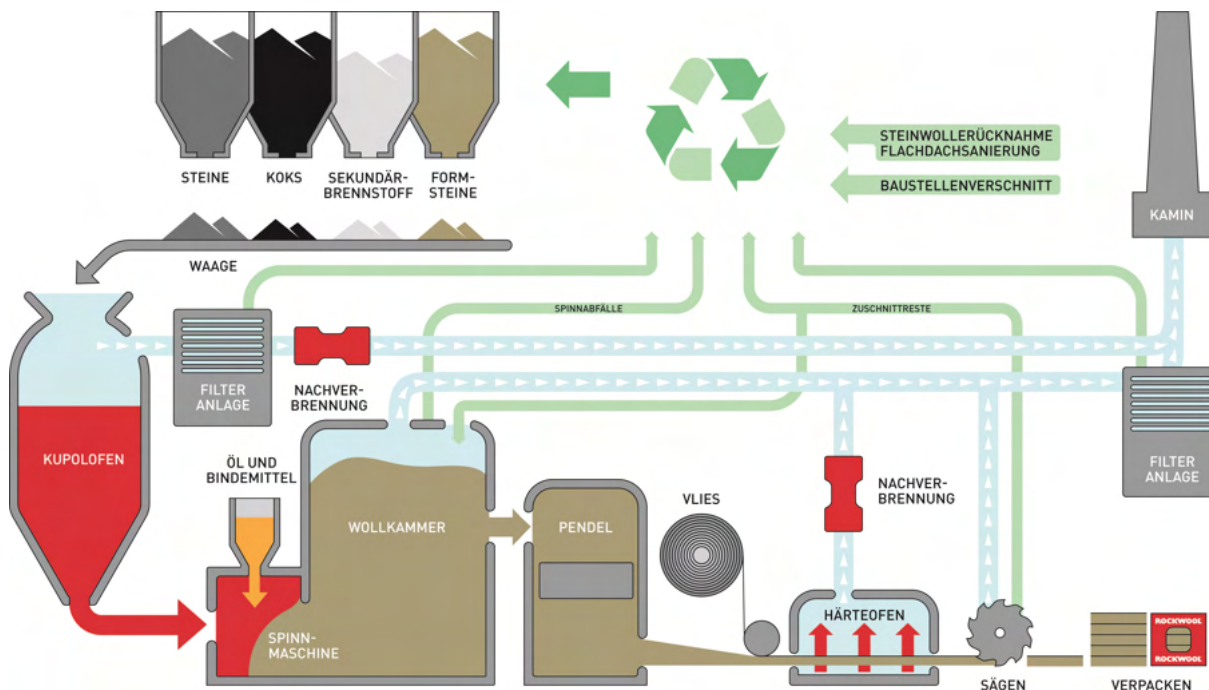 STEINE
KOKS
SEKUNDÄR-
BRENNSTOFF
FORM-
STEINE
STEINWOLLERÜCKNAHME
FLACHDACHSANIERUNG
BAUSTELLENVERSCHNITT
KAMIN
WAAGE
SPINNABFÄLLE
ZUSCHNITTRESTE
FILTER
ANLAGE
NACHVER-
BRENNUNG
KUPOLOFEN
ÖL UND
BINDEMITTEL
WOLLKAMMER
PENDEL
VLIES
NACHVER-
BRENNUNG
FILTER
ANLAGE
SPINN-
MASCHINE
HÄRTEOFEN
SÄGEN
ROCKWOOL
ROCKWOOL
VERPACKEN